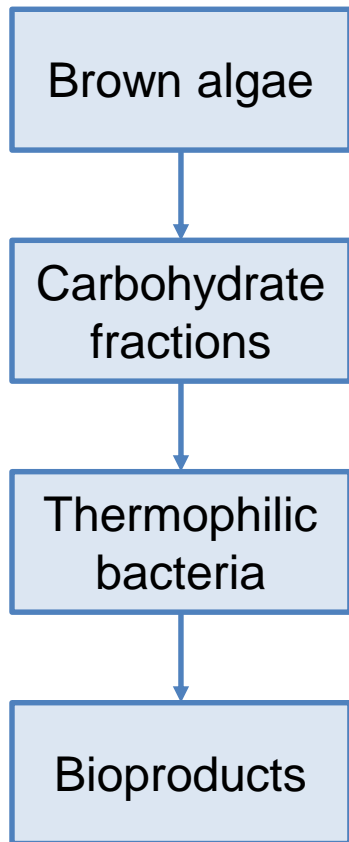 Brown algae
Carbohydrate
fractions
Thermophilic
bacteria
Bioproducts